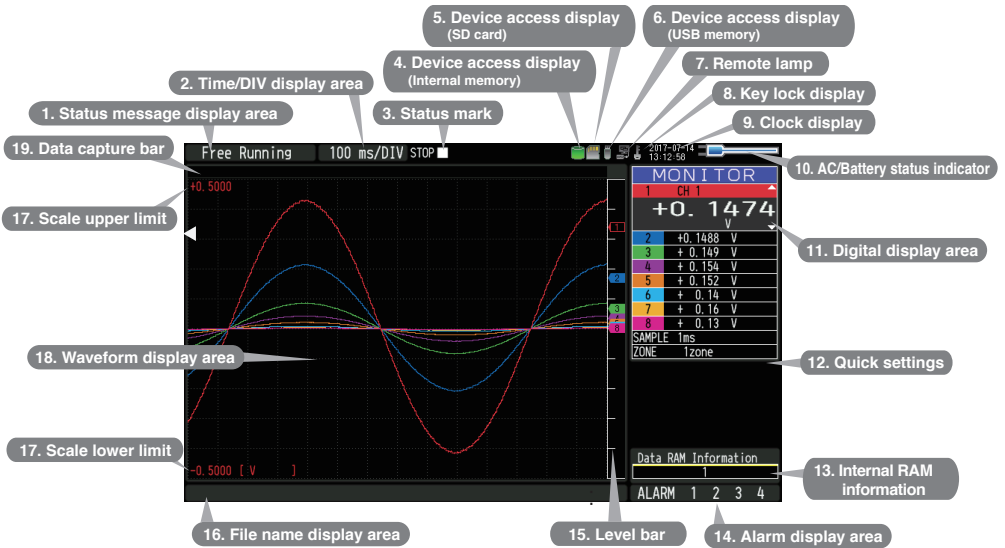 5. Device access display
(SD card)
6. Device access display
(USB memory)
4. Device access display
(Internal memory)
7. Remote lamp
2. Time/DIV display area
8. Key lock display
1. Status message display area
3. Status mark
9. Clock display
19. Data capture bar
Free Running
100 ms/DIV STOP
2017-07-14
13:12:58
10. AC/Battery status indicator
MONITOR
1 CH 1
+0.5000
17. Scale upper limit
+0. 1474
V
1
2 +0.1488 V
11. Digital display area
3 + 0.149 V
4 + 0.154 V
2
5 + 0.152 V
6 + 0.14 V
3
7 + 0.16 V
8 + 0.13 V
8
SAMPLE 1ms
ZONE 1zone
18. Waveform display area
12. Quick settings
17. Scale lower limit
-0.5000 [ V ]
Data RAM Information
1
13. Internal RAM
information
ALARM 1 2 3 4
16. File name display area
15. Level bar
14. Alarm display area